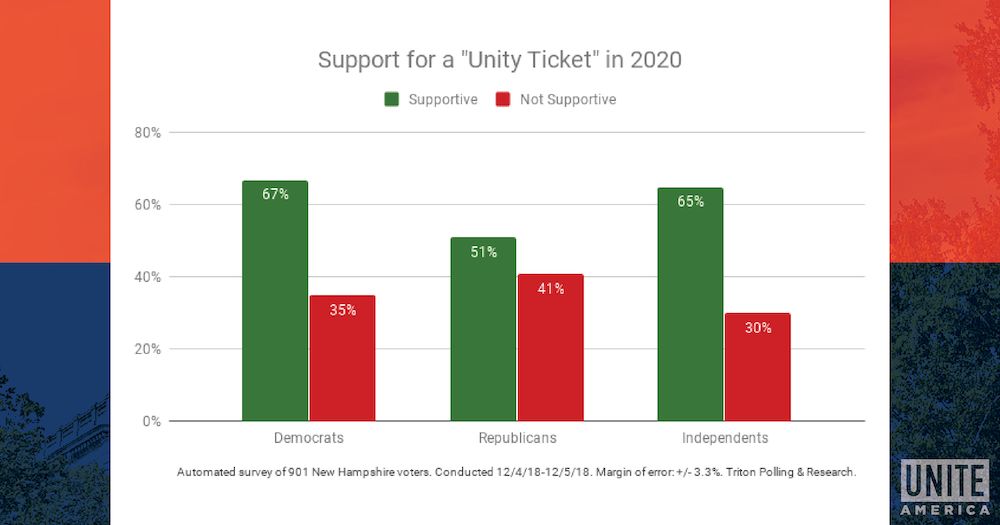 Support for a "Unity Ticket" in 2020
Supportive Not Supportive
80%
60%
40%
20%
0%
67%
35%
51%
41%
65%
30%
Democrats Republicans Independents
Automated survey of 901 New Hampshire voters. Conducted 12/4/18-12/5/18. Margin of error: +/- 3.3%. Triton Polling & Research.
UNITE
AMERICA